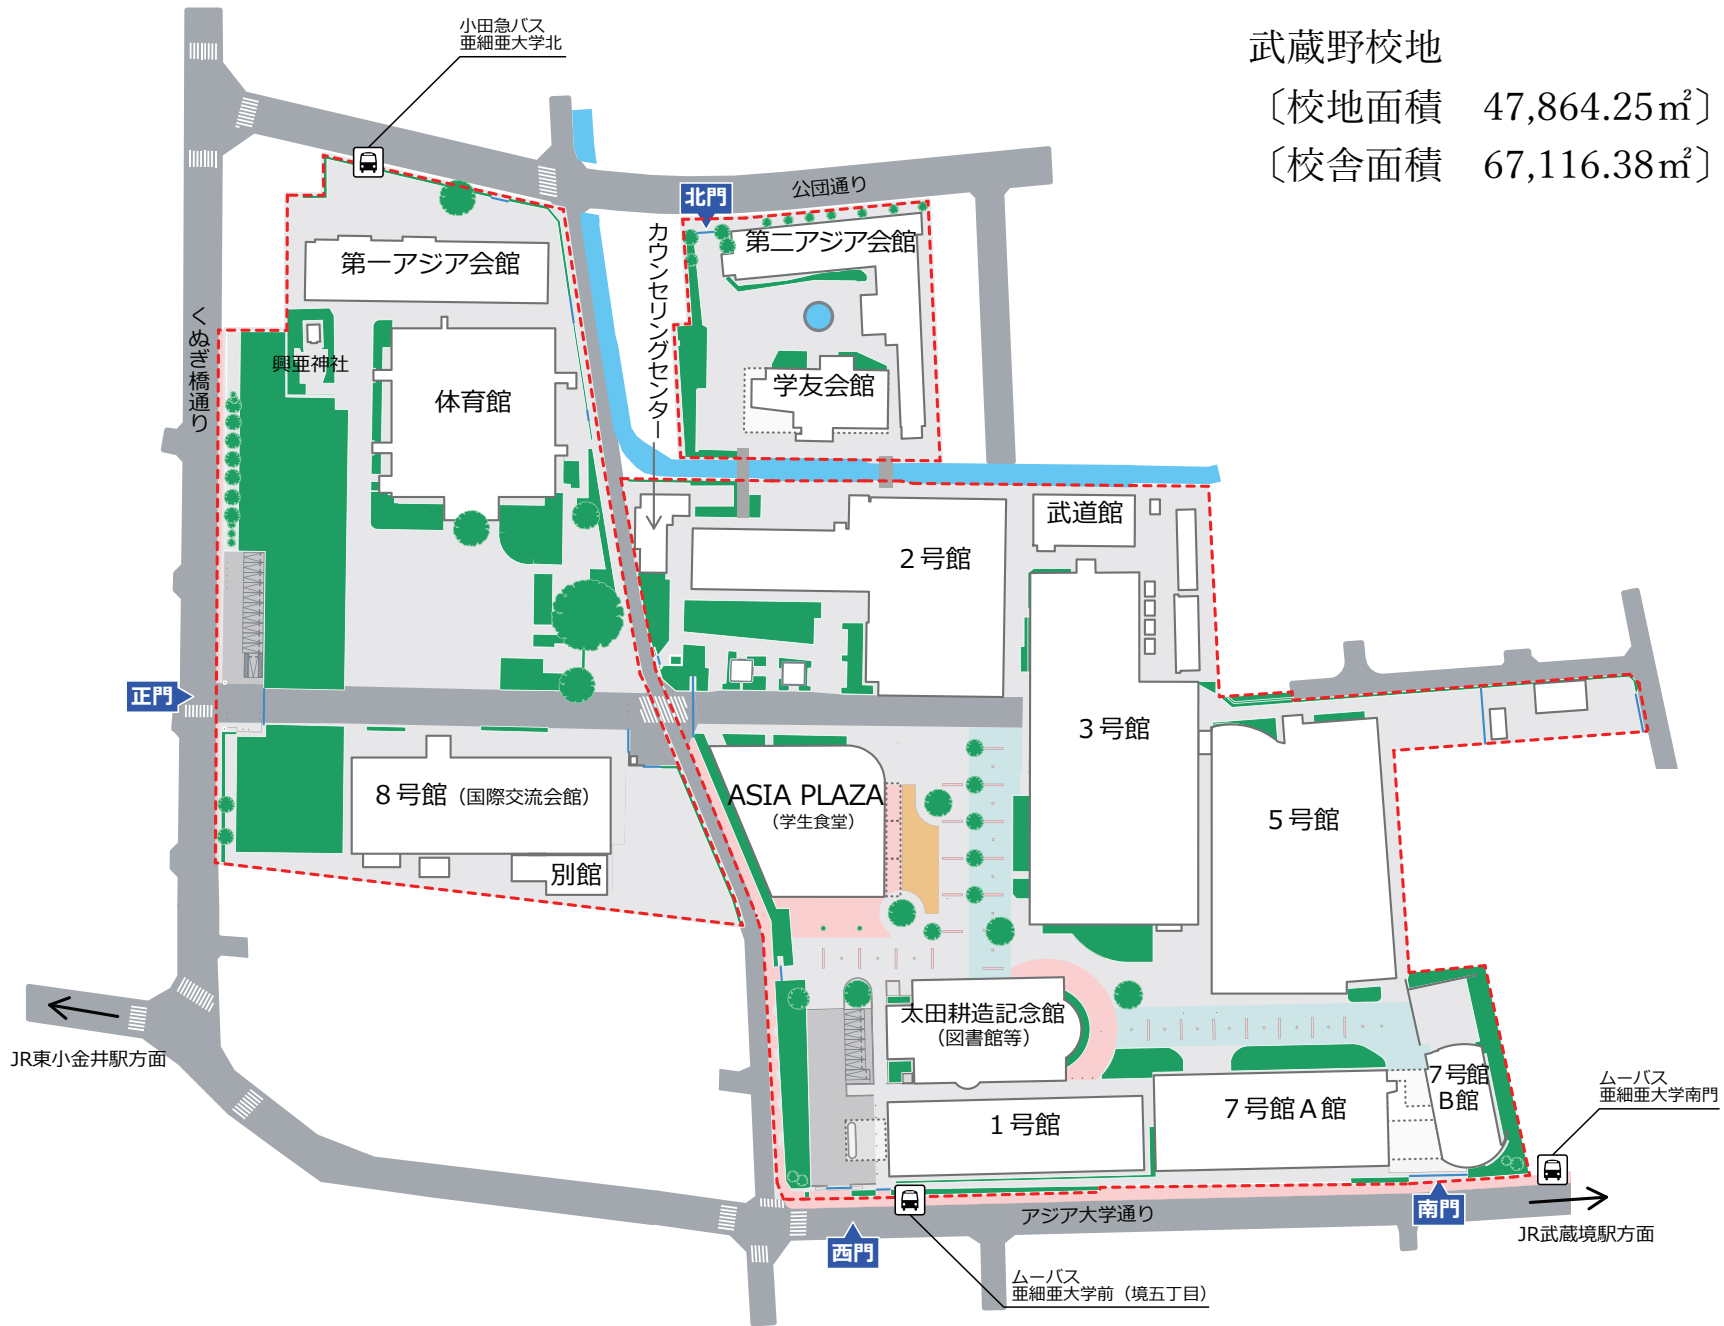 武蔵野校地
〔校地面積　47,864.25㎡〕
〔校舎面積　67,116.38㎡〕
小田急バス
亜細亜大学北
公団通り
北門
第二アジア会館
カウンセリングセンター
第一アジア会館
くぬぎ橋通り
興亜神社
体育館
学友会館
武道館
２号館
正門
３号館
８号館（国際交流会館）
ASIA PLAZA
（学生食堂）
５号館
別館
太田耕造記念館
（図書館等）
JR東小金井駅方面
１号館
７号館Ａ館
７号館
Ｂ館
ムーバス
亜細亜大学南門
アジア大学通り
南門
JR武蔵境駅方面
西門
ムーバス
亜細亜大学前（境五丁目）